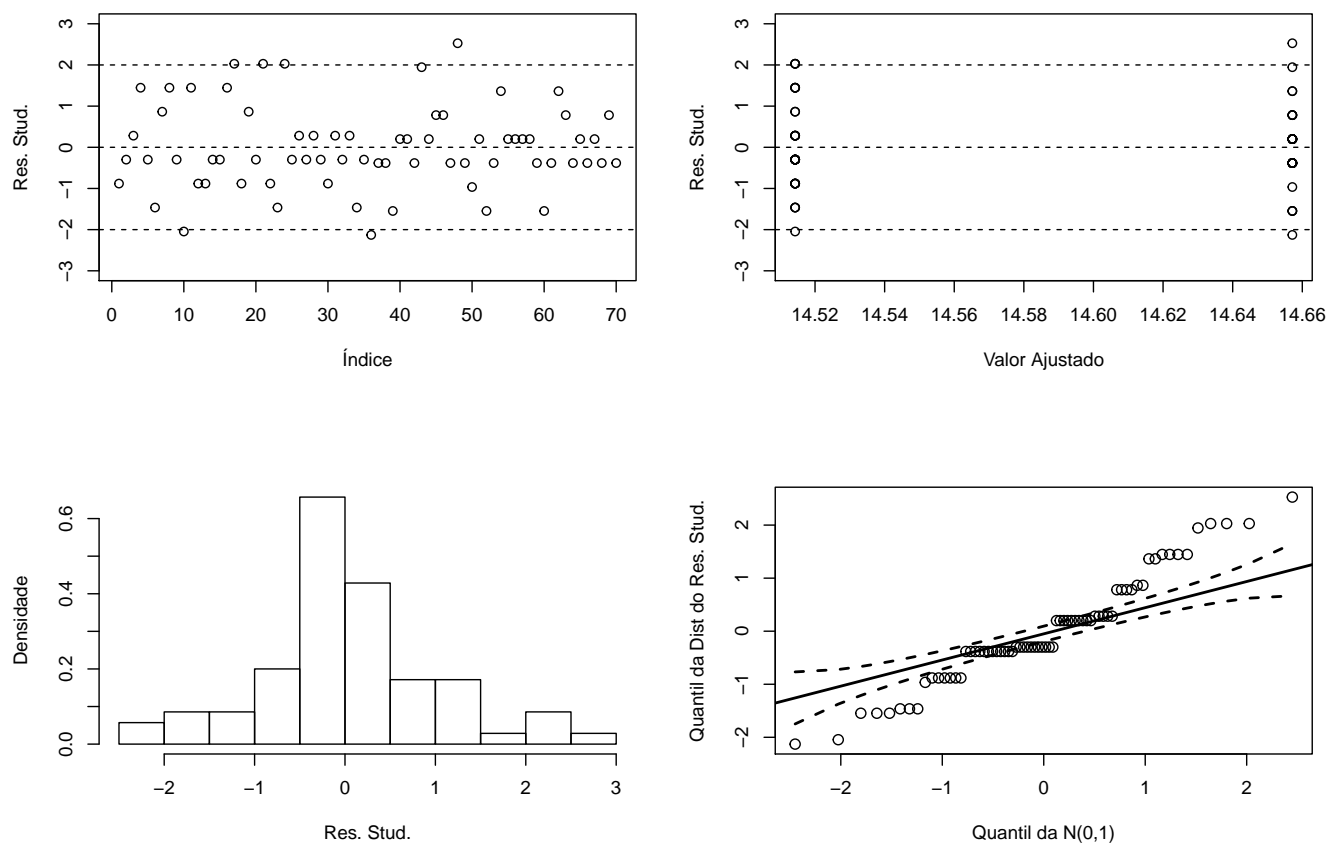 Res. Stud.
3
2
1
0
−1
−2
−3
0 10 20 30 40 50 60 70
Índice
Res. Stud.
3
2
1
0
−1
−2
−3
14.52 14.54 14.56 14.58 14.60 14.62 14.64 14.66
Valor Ajustado
Densidade
0.6
0.4
0.2
0.0
−2 −1 0 1 2 3
Res. Stud.
Quantil da Dist do Res. Stud.
2
1
0
−1
−2
−2 −1 0 1 2
Quantil da N(0,1)